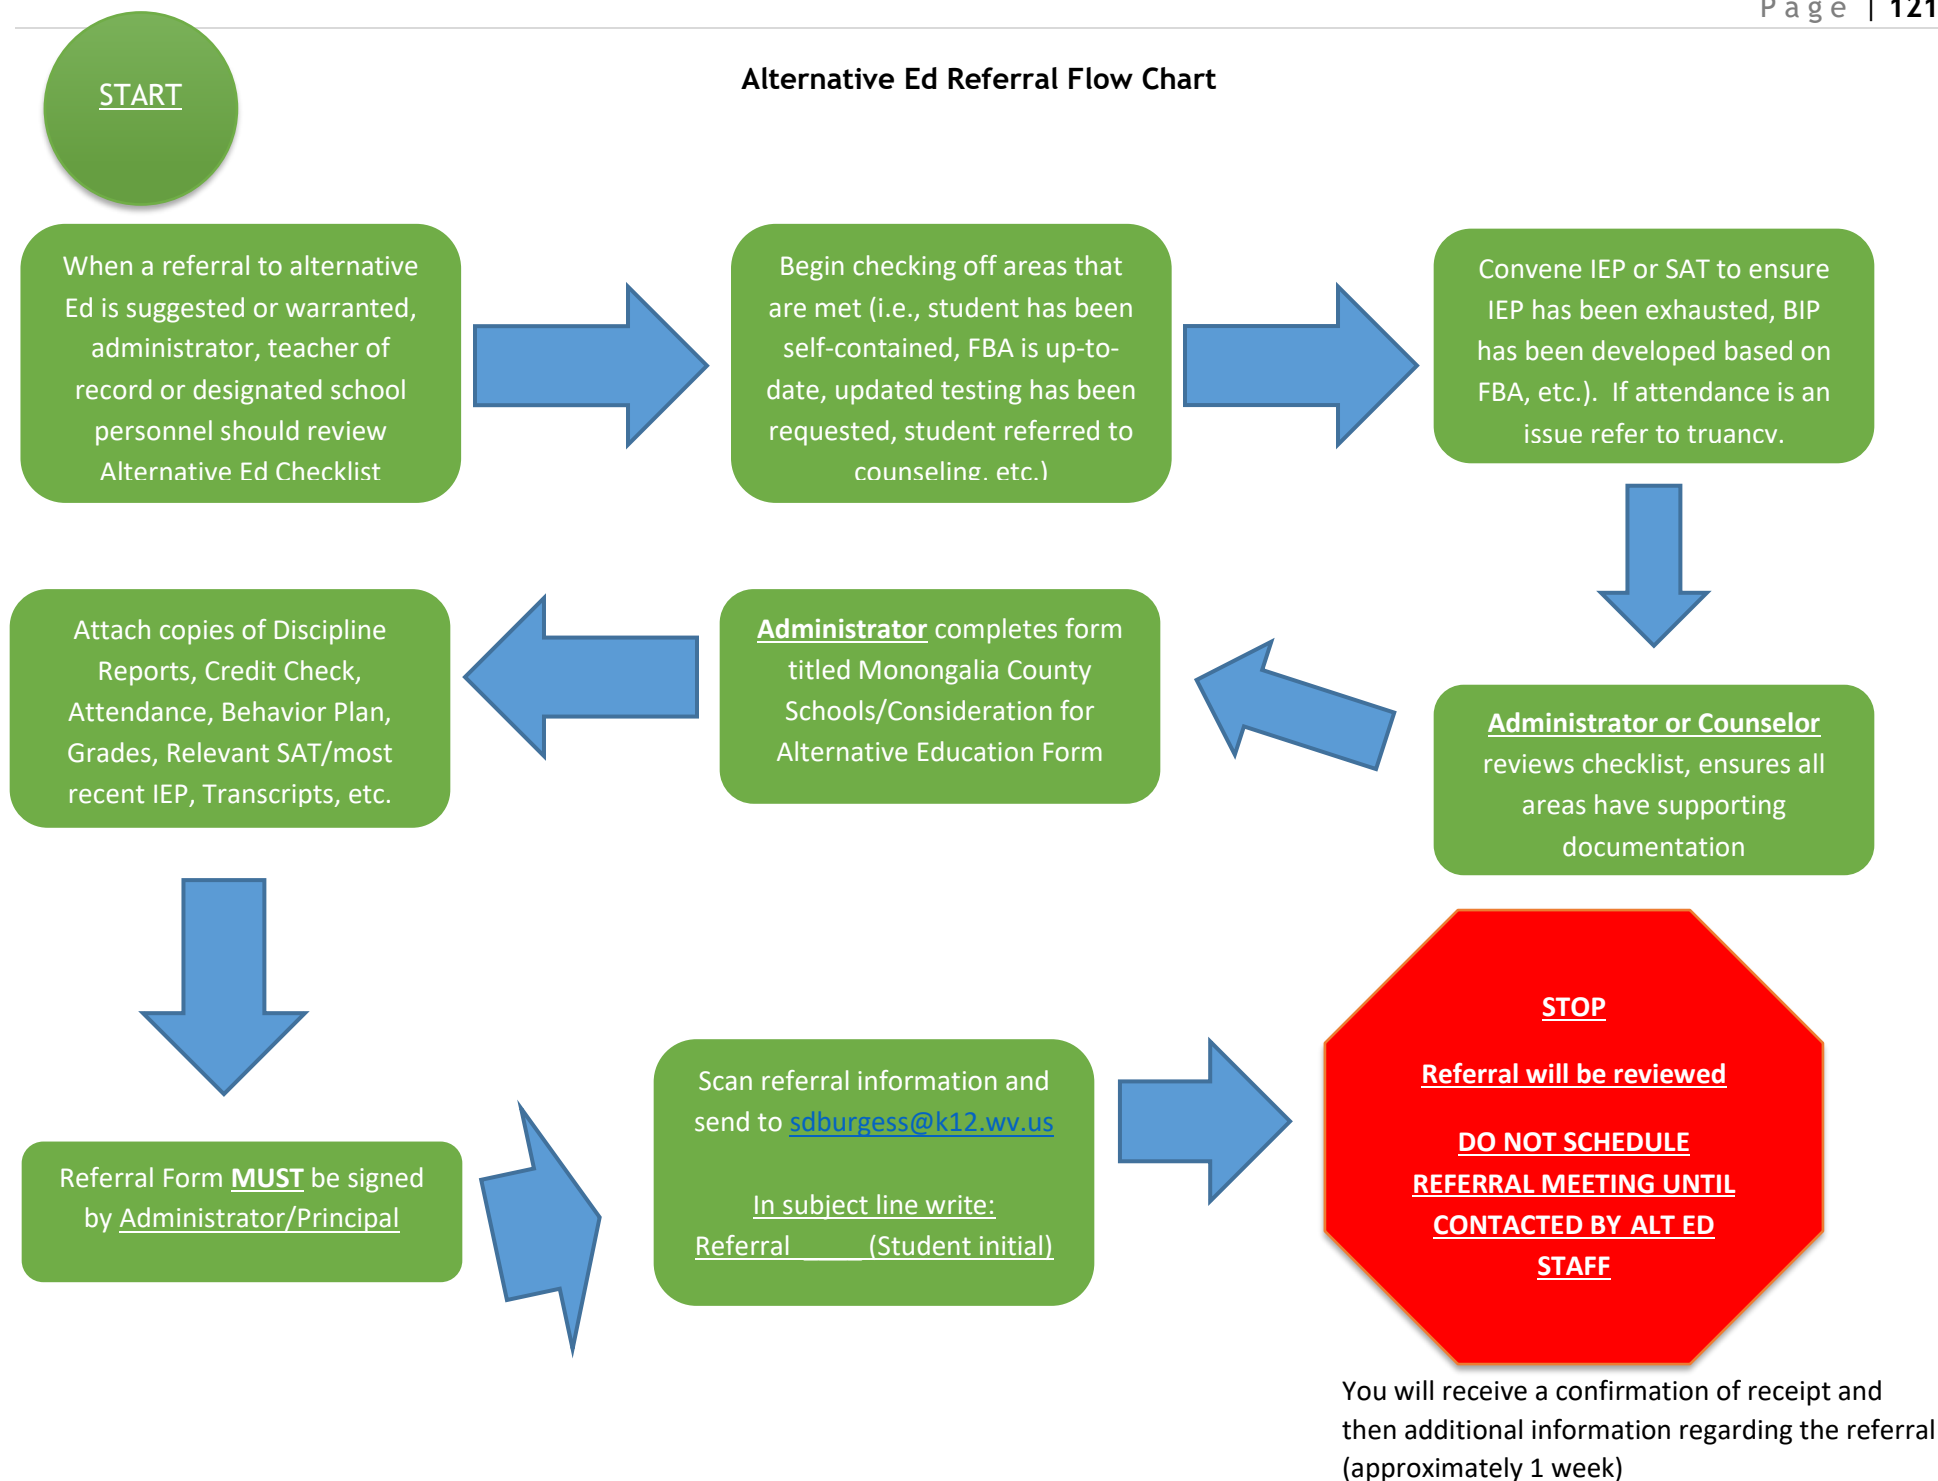 Page | 121
START
Alternative Ed Referral Flow Chart
When a referral to alternative
Ed is suggested or warranted,
administrator, teacher of
record or designated school
personnel should review
Alternative Ed Checklist
Begin checking off areas that
are met (i.e., student has been
self-contained, FBA is up-to-
date, updated testing has been
requested, student referred to
counseling, etc.)
Convene IEP or SAT to ensure
IEP has been exhausted, BIP
has been developed based on
FBA, etc.). If attendance is an
issue refer to truancy.
Administrator or Counselor
reviews checklist, ensures all
areas have supporting
documentation
Administrator completes form
titled Monongalia County
Schools/Consideration for
Alternative Education Form
Attach copies of Discipline
Reports, Credit Check,
Attendance, Behavior Plan,
Grades, Relevant SAT/most
recent IEP, Transcripts, etc.
Referral Form MUST be signed
by Administrator/Principal
Scan referral information and
send to sdburgess@k12.wv.us
In subject line write:
Referral ____ (Student initial)
STOP
Referral will be reviewed
DO NOT SCHEDULE
REFERRAL MEETING UNTIL
CONTACTED BY ALT ED
STAFF
You will receive a confirmation of receipt and
then additional information regarding the referral
(approximately 1 week)